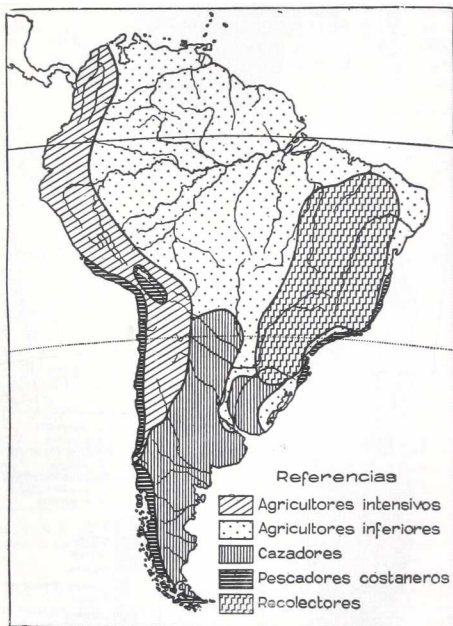 Referencias
Agricultores intensivos
Agricultores inferiores
Cazadores
Pescadores costaneros
Recolectores